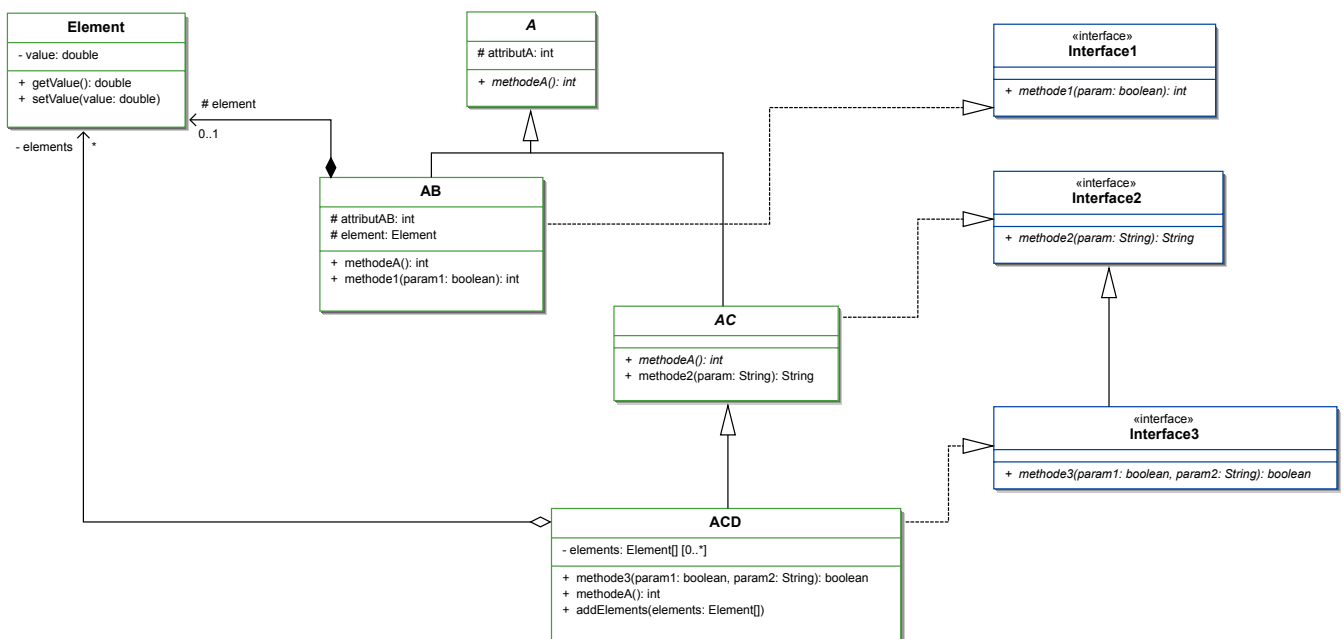 Element
- value: double
+ getValue(): double
+ setValue(value: double)
A
# attributA: int
+ methodeA(): int
«interface»
Interface1
+ methode1(param: boolean): int
# element
0..1
- elements
*
AB
# attributAB: int
# element: Element
+ methodeA(): int
+ methode1(param1: boolean): int
«interface»
Interface2
+ methode2(param: String): String
AC
+ methodeA(): int
+ methode2(param: String): String
«interface»
Interface3
+ methode3(param1: boolean, param2: String): boolean
ACD
- elements: Element[] [0..*]
+ methode3(param1: boolean, param2: String): boolean
+ methodeA(): int
+ addElements(elements: Element[])